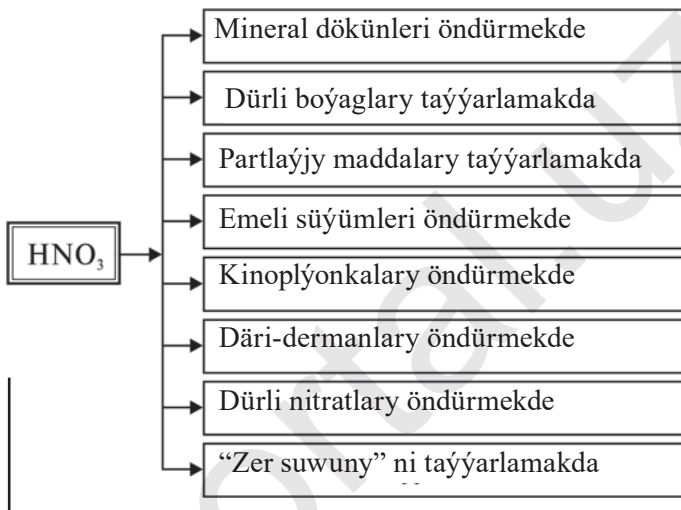 Mineral dökünleri öndürmekde
Dürli boýaglary taýýarlamakda
Partlaýjy maddalary taýýarlamakda
Emeli süýümleri öndürmekde
HNO₃
Kinoplýonkalary öndürmekde
Däri-dermanlary öndürmekde
Dürli nitratlary öndürmekde
“Zer suwuny” ni taýýarlamakda